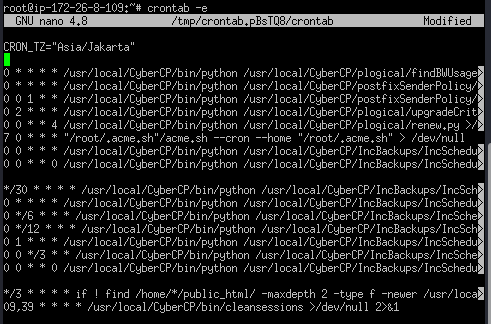 root@ip-172-26-8-109:~# crontab -e
GNU nano 4.8 /tmp/crontab.pBsTQ8/crontab Modified
CRON_TZ="Asia/Jakarta"
0 * * * * /usr/local/CyberCP/bin/python /usr/local/CyberCP/plogical/findBWUsage>
0 * * * * /usr/local/CyberCP/bin/python /usr/local/CyberCP/postfixSenderPolicy/>
0 0 1 * * /usr/local/CyberCP/bin/python /usr/local/CyberCP/postfixSenderPolicy/>
0 2 * * * /usr/local/CyberCP/bin/python /usr/local/CyberCP/plogical/upgradeCrit>
0 0 * * 4 /usr/local/CyberCP/bin/python /usr/local/CyberCP/plogical/renew.py >/>
7 0 * * * "/root/.acme.sh"/acme.sh --cron --home "/root/.acme.sh" > /dev/null
0 0 * * * /usr/local/CyberCP/bin/python /usr/local/CyberCP/IncBackups/IncSchedu>
0 0 * * 0 /usr/local/CyberCP/bin/python /usr/local/CyberCP/IncBackups/IncSchedu>
*/30 * * * * /usr/local/CyberCP/bin/python /usr/local/CyberCP/IncBackups/IncSch>
0 * * * * /usr/local/CyberCP/bin/python /usr/local/CyberCP/IncBackups/IncSchedu>
0 */6 * * * /usr/local/CyberCP/bin/python /usr/local/CyberCP/IncBackups/IncSche>
0 */12 * * * /usr/local/CyberCP/bin/python /usr/local/CyberCP/IncBackups/IncSch>
0 1 * * * /usr/local/CyberCP/bin/python /usr/local/CyberCP/IncBackups/IncSchedu>
0 0 */3 * * /usr/local/CyberCP/bin/python /usr/local/CyberCP/IncBackups/IncSche>
0 0 * * 0 /usr/local/CyberCP/bin/python /usr/local/CyberCP/IncBackups/IncSchedu>
*/3 * * * * if ! find /home/*/public_html/ -maxdepth 2 -type f -newer /usr/loca>
09,39 * * * * /usr/local/CyberCP/bin/cleansessions >/dev/null 2>&1